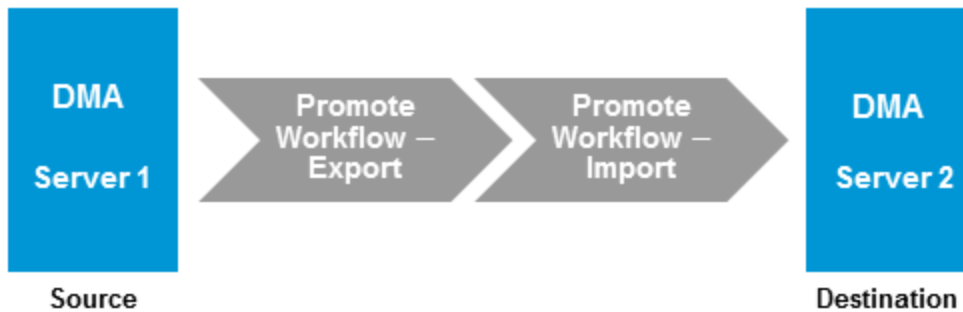 DMA
Server 1
Promote
Workflow –
Export
Promote
Workflow –
Import
DMA
Server 2
Source
Destination